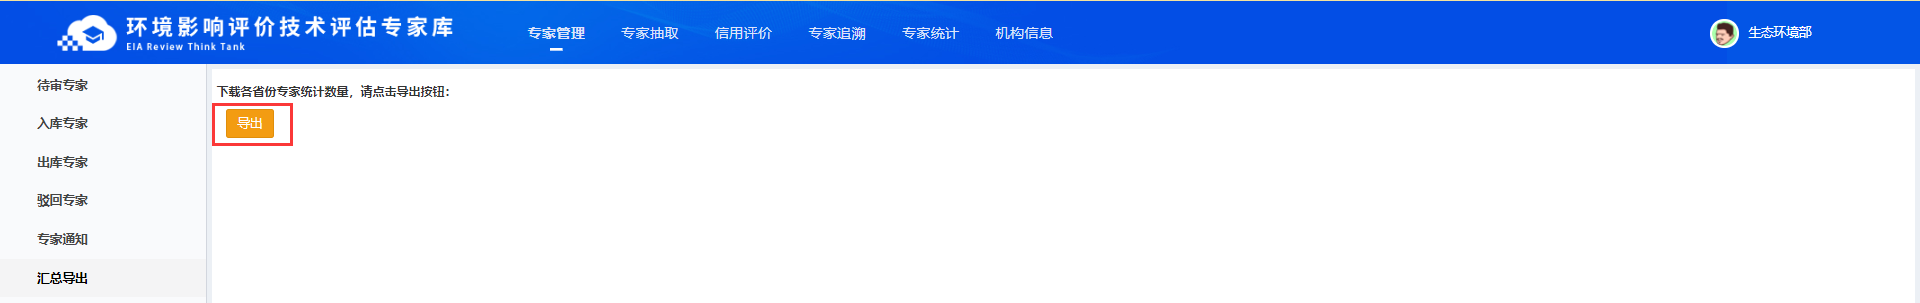 环境影响评价技术评估专家库
EIA Review Think Tank
专家管理 专家抽取 信用评价 专家追溯 专家统计 机构信息
生态环境部
待审专家
入库专家
出库专家
驳回专家
专家通知
汇总导出
下载各省份专家统计数量，请点击导出按钮：
导出